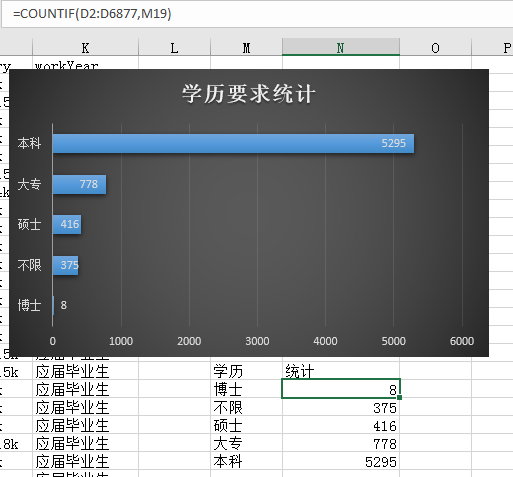 =COUNTIF(D2:D6877,M19)
K L M N O P
workYear
学历要求统计
本科 5295
大专 778
硕士 416
不限 375
博士 8
0 1000 2000 3000 4000 5000 6000
应届毕业生
应届毕业生 学历 统计
应届毕业生 博士 8
应届毕业生 不限 375
应届毕业生 硕士 416
8k 应届毕业生 大专 778
应届毕业生 本科 5295